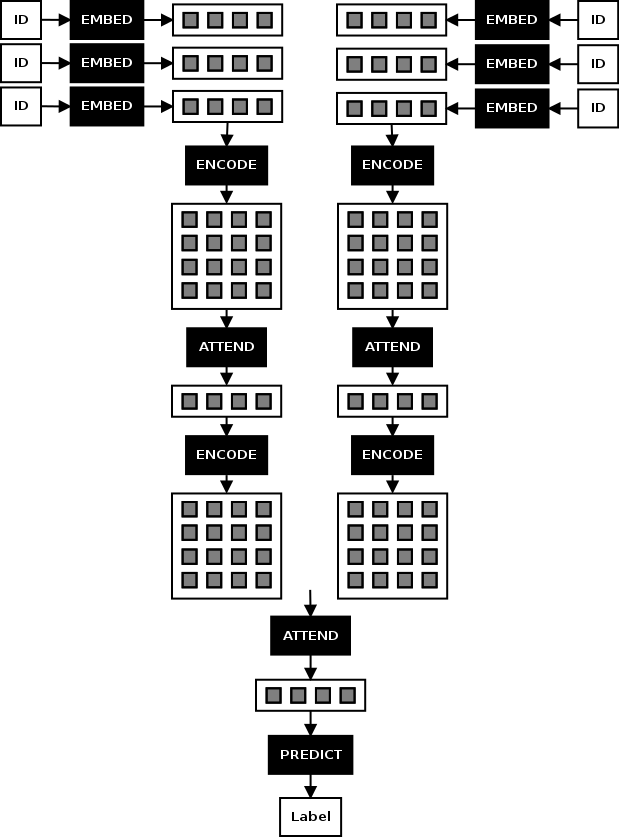 ID EMBED EMBED ID
ID EMBED EMBED ID
ID EMBED EMBED ID
ENCODE ENCODE
ATTEND ATTEND
ENCODE ENCODE
ATTEND
PREDICT
Label